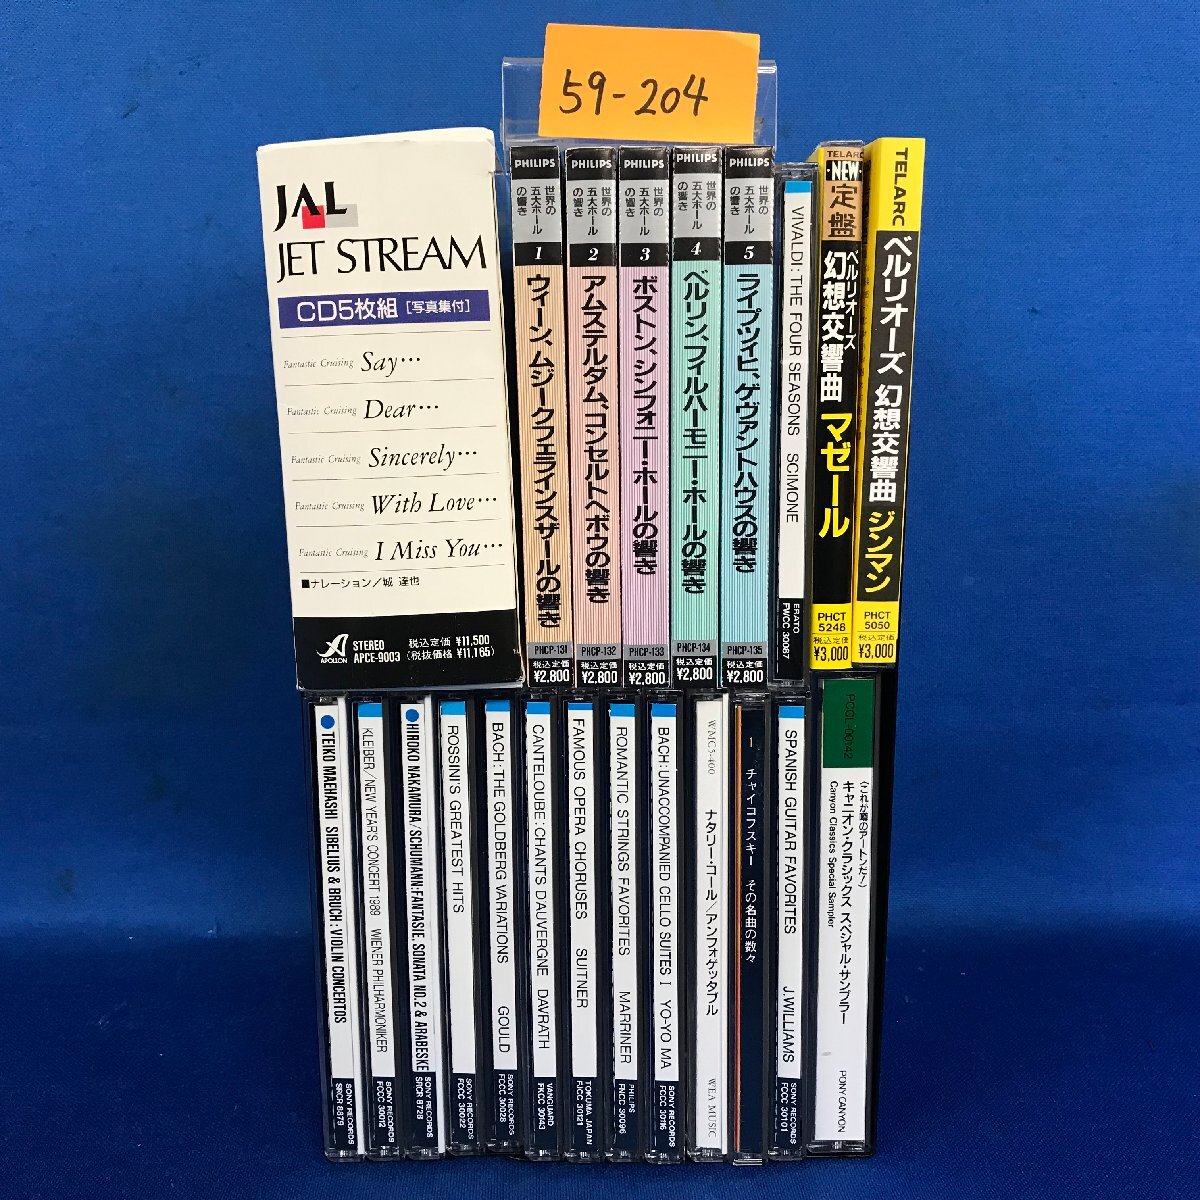 59-204
JAL
JET STREAM
CD5枚組 [写真集付]
Fantastic Cruising Say…
Fantastic Cruising Dear…
Fantastic Cruising Sincerely…
Fantastic Cruising With Love…
Fantastic Cruising I Miss You…
■ナレーション/城 達也
APOLLON
STEREO 税込定価 ¥11,500
APCE-9003 (税抜価格 ¥11,165)
PHILIPS
世界の
五大ホール
の響き
1
ウィーン、ムジークフェラインスザールの響き
PHCP-131
税込定価
¥2,800
PHILIPS
世界の
五大ホール
の響き
2
アムステルダム、コンセルトヘボウの響き
PHCP-132
税込定価
¥2,800
PHILIPS
世界の
五大ホール
の響き
3
ボストン、シンフォニー・ホールの響き
PHCP-133
税込定価
¥2,800
PHILIPS
世界の
五大ホール
の響き
4
ベルリン、フィルハーモニー・ホールの響き
PHCP-134
税込定価
¥2,800
PHILIPS
世界の
五大ホール
の響き
5
ライプツィヒ、ゲヴァントハウスの響き
PHCP-135
税込定価
¥2,800
VIVALDI: THE FOUR SEASONS SCIMONE
ERATO
FWCC 30087
TELARC
・NEW・
定盤
ベルリオーズ
幻想交響曲 マゼール
PHCT
5248
税込定価
¥3,000
TELARC
ベルリオーズ 幻想交響曲 ジンマン
PHCT
5050
税込定価
¥3,000
TEIKO MAEHASHI SIBELIUS & BRUCH: VIOLIN CONCERTOS
SONY RECORDS
SRCR 8879
KLEIBER/NEW YEAR'S CONCERT 1989 WIENER PHILHARMONIKER
SONY RECORDS
FCCC 30012
HIROKO NAKAMURA/SCHUMANN: FANTASIE, SONATA NO.2 & ARABESKE
SONY RECORDS
SRCR 8728
ROSSINI'S GREATEST HITS
SONY RECORDS
FCCC 30022
BACH: THE GOLDBERG VARIATIONS GOULD
SONY RECORDS
FCCC 30028
CANTELOUBE: CHANTS D'AUVERGNE DAVRATH
VANGUARD
FKCC 30143
FAMOUS OPERA CHORUSES SUITNER
TOKUMA JAPAN
FJCC 30121
ROMANTIC STRINGS FAVORITES MARRINER
PHILIPS
FNCC 30096
BACH: UNACCOMPANIED CELLO SUITES I YO-YO MA
SONY RECORDS
FCCC 30116
WMC5-400 ナタリー・コール/アンフォゲッタブル WEA MUSIC
1 チャイコフスキー その名曲の数々
SPANISH GUITAR FAVORITES J.WILLIAMS
SONY RECORDS
FCCC 30101
PCCL-00142
〈これが噂のアートンだ!〉
キャニオン・クラシックス スペシャル・サンプラー
Canyon Classics Special Sampler
PONY CANYON